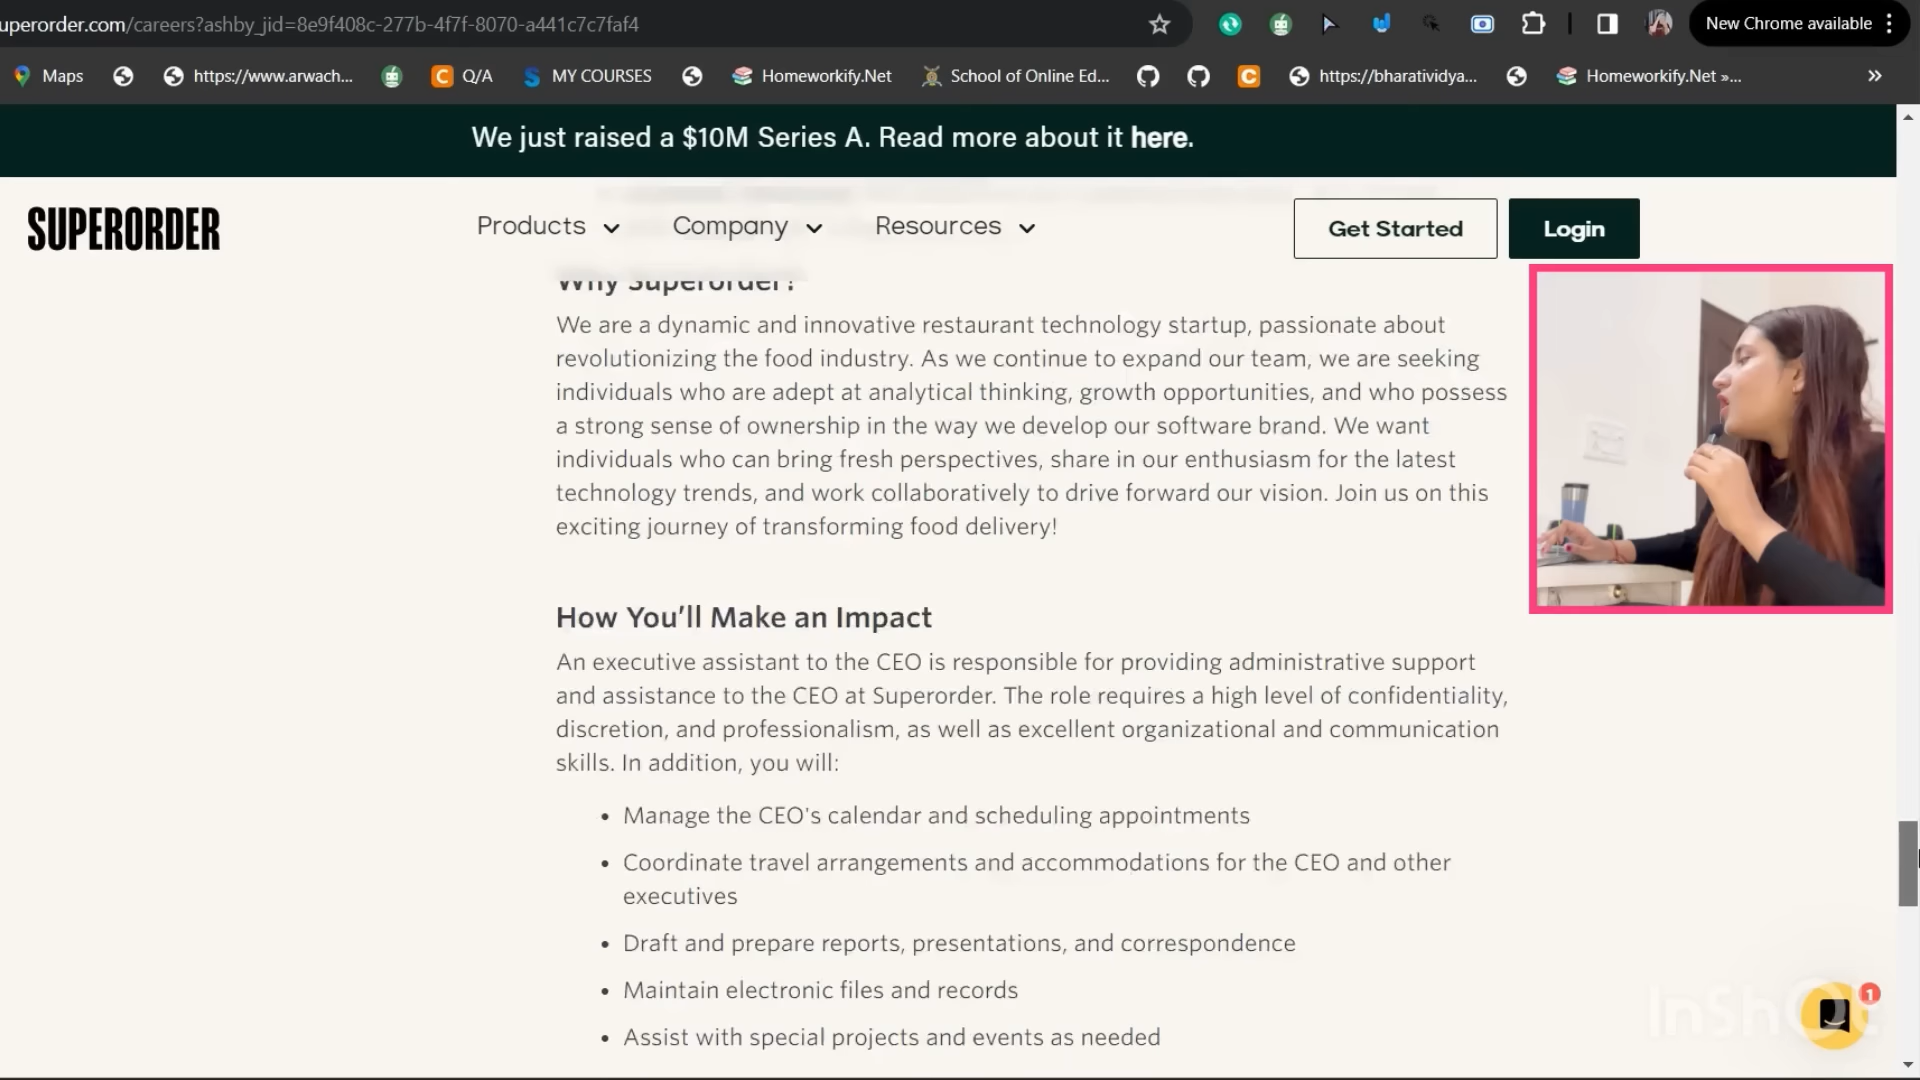 uperorder.com/careers?ashby_jid=8e9f408c-277b-4f7f-8070-a441c7c7faf4
New Chrome available
Maps
https://www.arwach...
Q/A
MY COURSES
Homeworkify.Net
School of Online Ed...
https://bharatividya...
Homeworkify.Net »...
»
We just raised a $10M Series A. Read more about it here.
SUPERORDER
Products
Company
Resources
Get Started
Login
Why Superorder?
We are a dynamic and innovative restaurant technology startup, passionate about
revolutionizing the food industry. As we continue to expand our team, we are seeking
individuals who are adept at analytical thinking, growth opportunities, and who possess
a strong sense of ownership in the way we develop our software brand. We want
individuals who can bring fresh perspectives, share in our enthusiasm for the latest
technology trends, and work collaboratively to drive forward our vision. Join us on this
exciting journey of transforming food delivery!
How You’ll Make an Impact
An executive assistant to the CEO is responsible for providing administrative support
and assistance to the CEO at Superorder. The role requires a high level of confidentiality,
discretion, and professionalism, as well as excellent organizational and communication
skills. In addition, you will:
• Manage the CEO's calendar and scheduling appointments
• Coordinate travel arrangements and accommodations for the CEO and other
executives
• Draft and prepare reports, presentations, and correspondence
• Maintain electronic files and records
• Assist with special projects and events as needed
InShOt
1